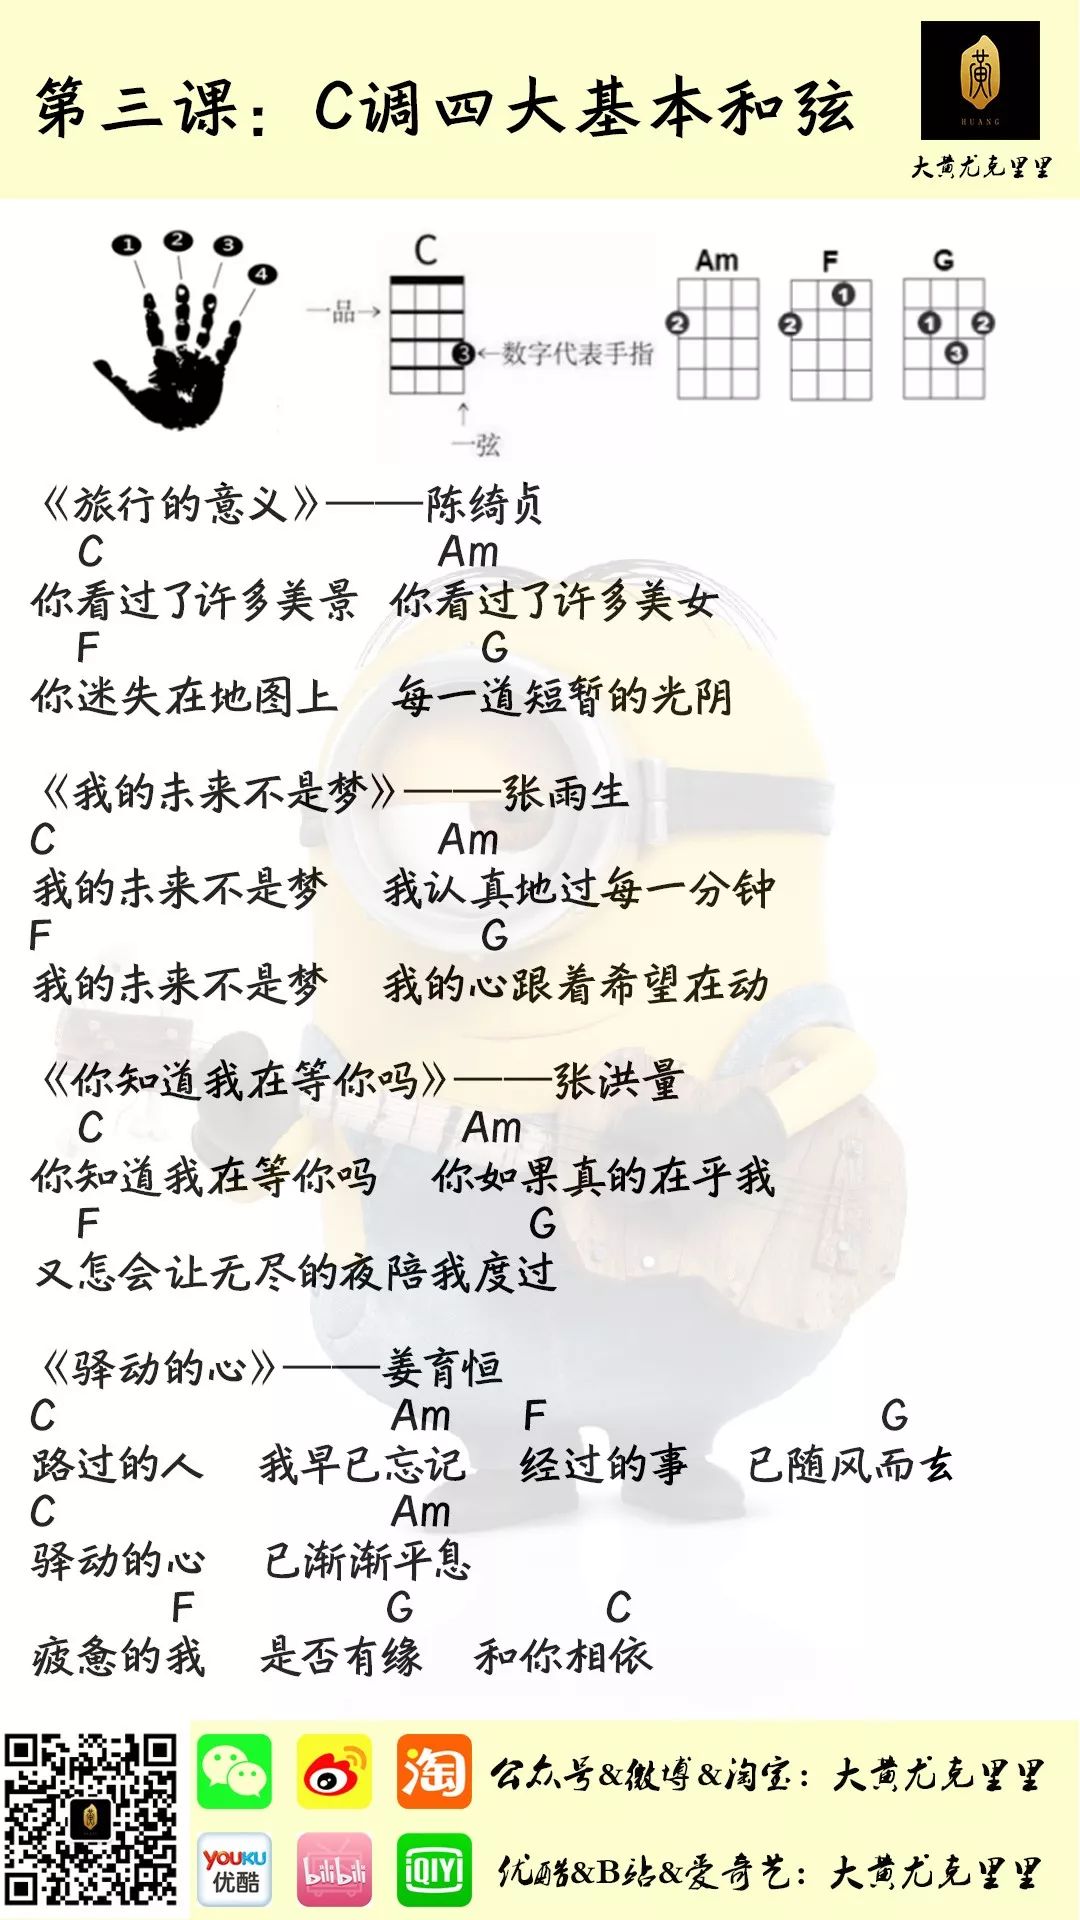 第三课：C调四大基本和弦
黄
HUANG
大黄尤克里里
1 2 3 4
C
一品→
3 ←数字代表手指
↑
一弦
Am
2
F
1
2
G
1 2
3
《旅行的意义》——陈绮贞
C Am
你看过了许多美景 你看过了许多美女
F G
你迷失在地图上 每一道短暂的光阴
《我的未来不是梦》——张雨生
C Am
我的未来不是梦 我认真地过每一分钟
F G
我的未来不是梦 我的心跟着希望在动
《你知道我在等你吗》——张洪量
C Am
你知道我在等你吗 你如果真的在乎我
F G
又怎会让无尽的夜陪我度过
《驿动的心》——姜育恒
C Am F G
路过的人 我早已忘记 经过的事 已随风而去
C Am
驿动的心 已渐渐平息
F G C
疲惫的我 是否有缘 和你相依
淘
公众号&微博&淘宝：大黄尤克里里
YOUKU
优酷
bilibili
iQIYI
优酷&B站&爱奇艺：大黄尤克里里